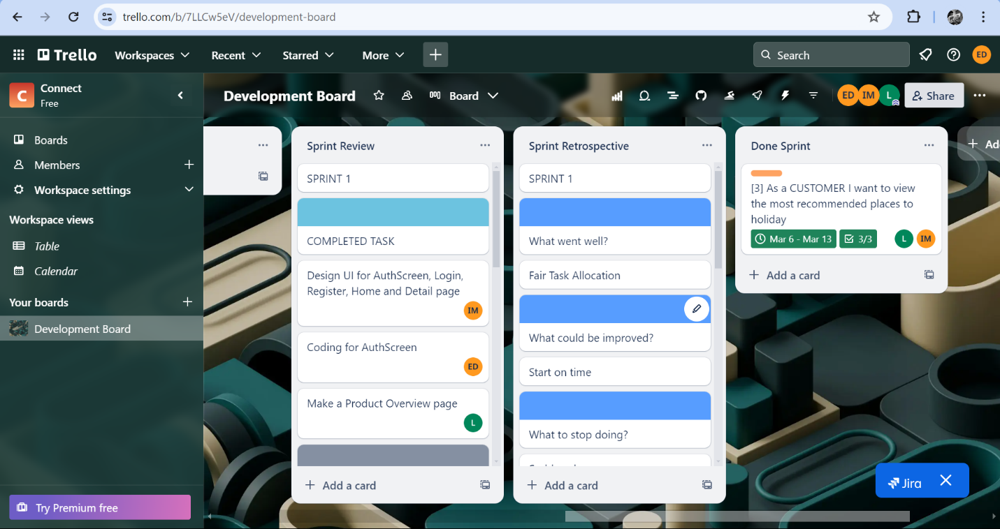 trello.com/b/7LLCw5eV/development-board
Trello
Workspaces
Recent
Starred
More
Search
ED
C
Connect
Free
Development Board
Board
ED
IM
L
Share
Boards
Members
Workspace settings
Workspace views
Table
Calendar
Your boards
Development Board
Try Premium free
Sprint Review
SPRINT 1
COMPLETED TASK
Design UI for AuthScreen, Login,
Register, Home and Detail page
IM
Coding for AuthScreen
ED
Make a Product Overview page
L
Add a card
Sprint Retrospective
SPRINT 1
What went well?
Fair Task Allocation
What could be improved?
Start on time
What to stop doing?
Add a card
Done Sprint
[3] As a CUSTOMER I want to view
the most recommended places to
holiday
Mar 6 - Mar 13
3/3
L
IM
Add a card
Jira